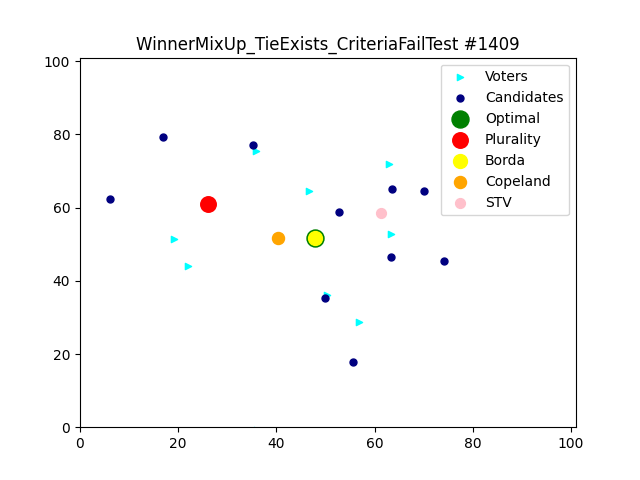 WinnerMixUp_TieExists_CriteriaFailTest #1409
100
80
60
40
20
0
0 20 40 60 80 100
Voters
Candidates
Optimal
Plurality
Borda
Copeland
STV